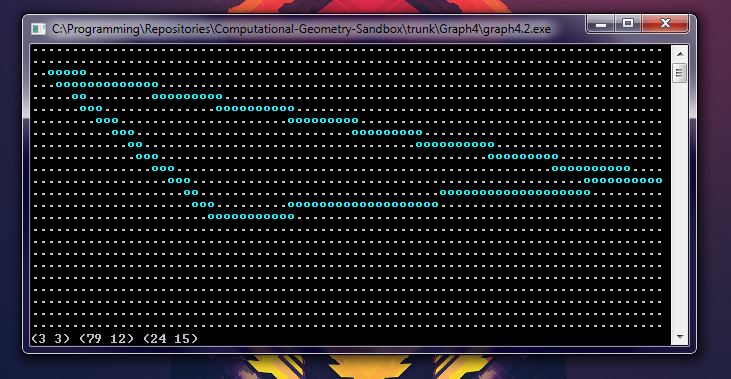 C:\Programming\Repositories\Computational-Geometry-Sandbox\trunk\Graph4\graph4.2.exe
(3 3) (79 12) (24 15)